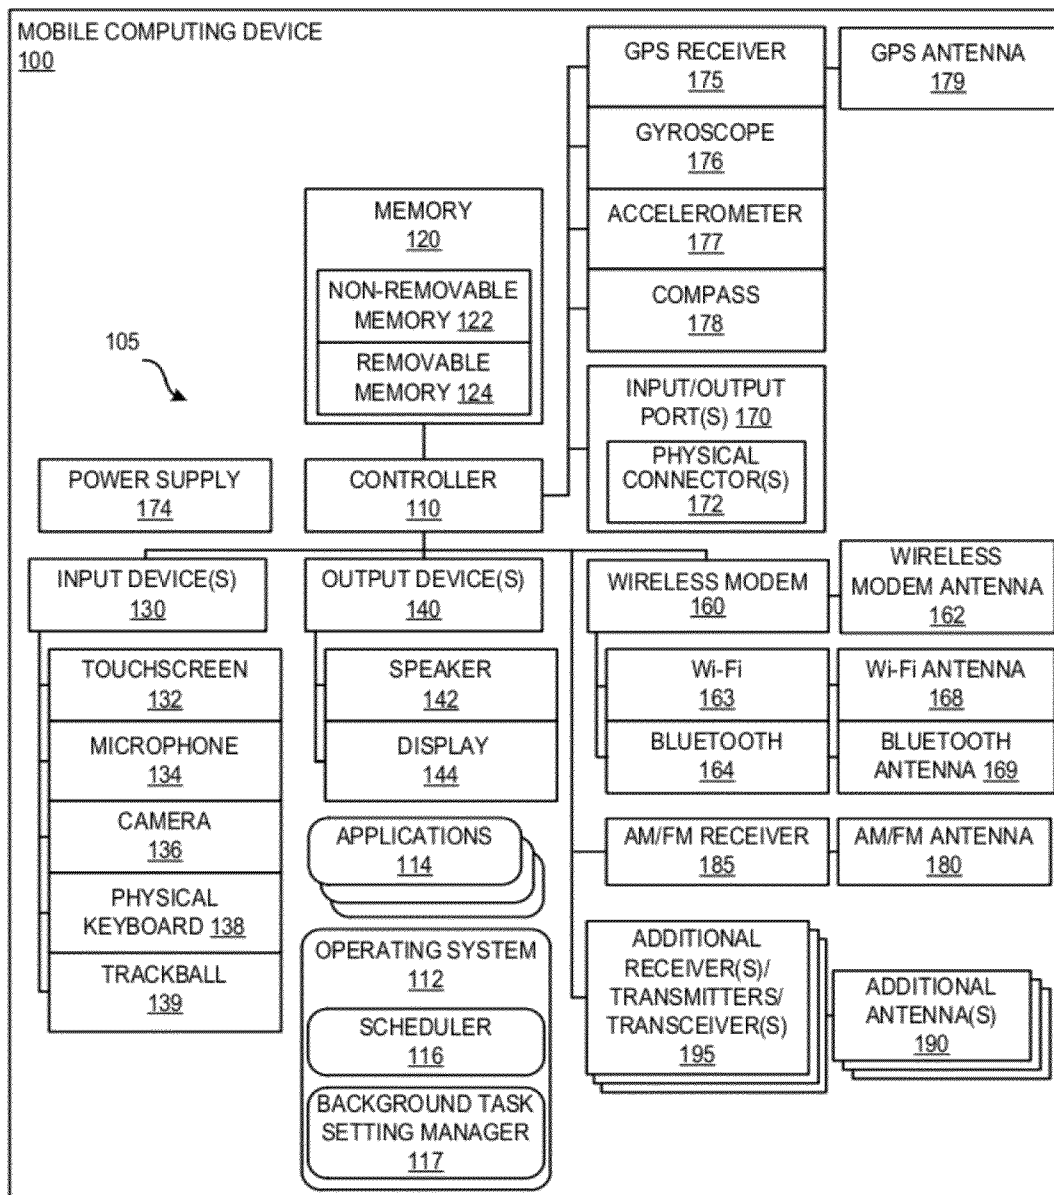 MOBILE COMPUTING DEVICE
100
GPS RECEIVER
175
GPS ANTENNA
179
GYROSCOPE
176
ACCELEROMETER
177
COMPASS
178
MEMORY
120
NON-REMOVABLE
MEMORY 122
REMOVABLE
MEMORY 124
105
INPUT/OUTPUT
PORT(S) 170
PHYSICAL
CONNECTOR(S)
172
POWER SUPPLY
174
CONTROLLER
110
INPUT DEVICE(S)
130
TOUCHSCREEN
132
MICROPHONE
134
CAMERA
136
PHYSICAL
KEYBOARD 138
TRACKBALL
139
OUTPUT DEVICE(S)
140
SPEAKER
142
DISPLAY
144
APPLICATIONS
114
OPERATING SYSTEM
112
SCHEDULER
116
BACKGROUND TASK
SETTING MANAGER
117
WIRELESS MODEM
160
WIRELESS
MODEM ANTENNA
162
Wi-Fi
163
Wi-Fi ANTENNA
168
BLUETOOTH
164
BLUETOOTH
ANTENNA 169
AM/FM RECEIVER
185
AM/FM ANTENNA
180
ADDITIONAL
RECEIVER(S)/
TRANSMITTERS/
TRANSCEIVER(S)
195
ADDITIONAL
ANTENNA(S)
190